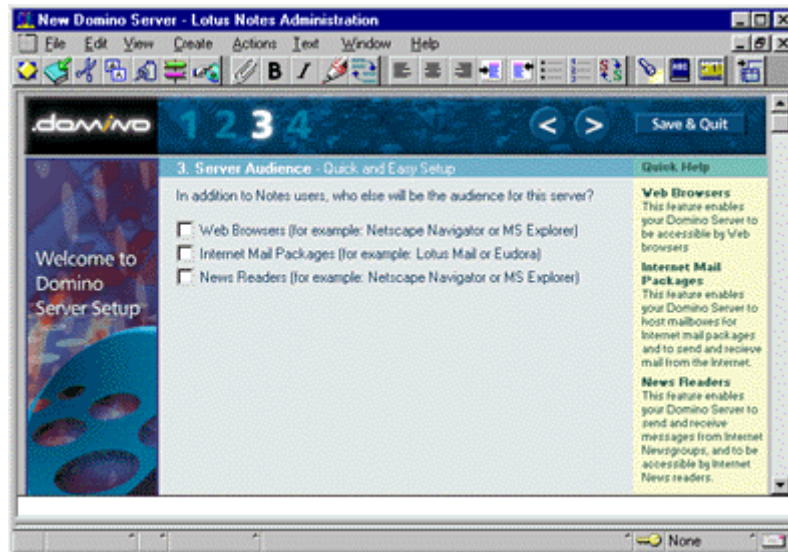 New Domino Server - Lotus Notes Administration
File Edit View Create Actions Text Window Help
.domino 1 2 3 4 < > Save & Quit
3. Server Audience - Quick and Easy Setup
In addition to Notes users, who else will be the audience for this server?
Web Browsers (for example: Netscape Navigator or MS Explorer)
Internet Mail Packages (for example: Lotus Mail or Eudora)
News Readers (for example: Netscape Navigator or MS Explorer)
Welcome to
Domino
Server Setup
Quick Help
Web Browsers
This feature enables
your Domino Server to
be accessible by Web
browsers
Internet Mail
Packages
This feature enables
your Domino Server to
host mailboxes for
Internet mail packages
and to send and recieve
mail from the Internet.
News Readers
This feature enables
your Domino Server to
send and receive
messages from Internet
Newsgroups, and to be
accessible by Internet
News readers.
None